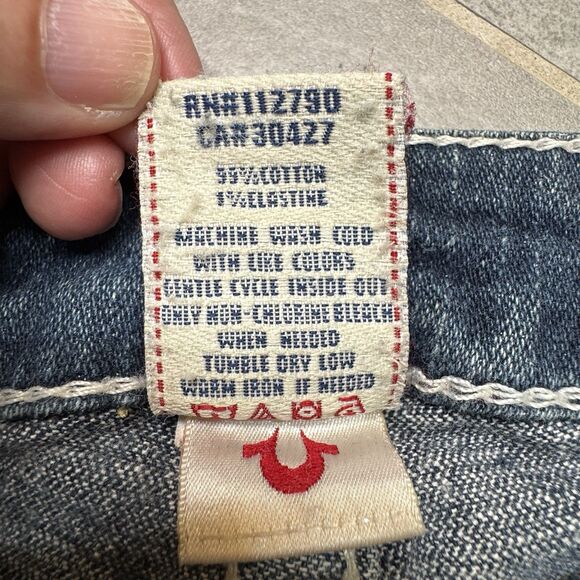 RN#112790
CA#30427
99%COTTON
1%ELASTINE
MACHINE WASH COLD
WITH LIKE COLORS
GENTLE CYCLE INSIDE OUT
ONLY NON-CHLORINE BLEACH
WHEN NEEDED
TUMBLE DRY LOW
WARM IRON IF NEEDED